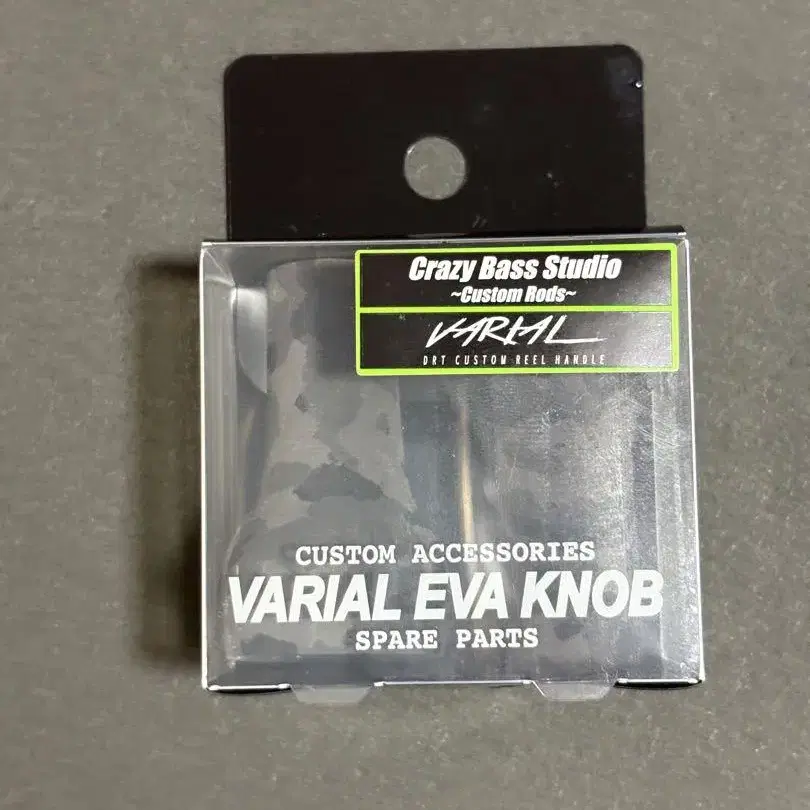 Crazy Bass Studio
~Custom Rods~
VARIAL
DRT CUSTOM REEL HANDLE
CUSTOM ACCESSORIES
VARIAL EVA KNOB
SPARE PARTS